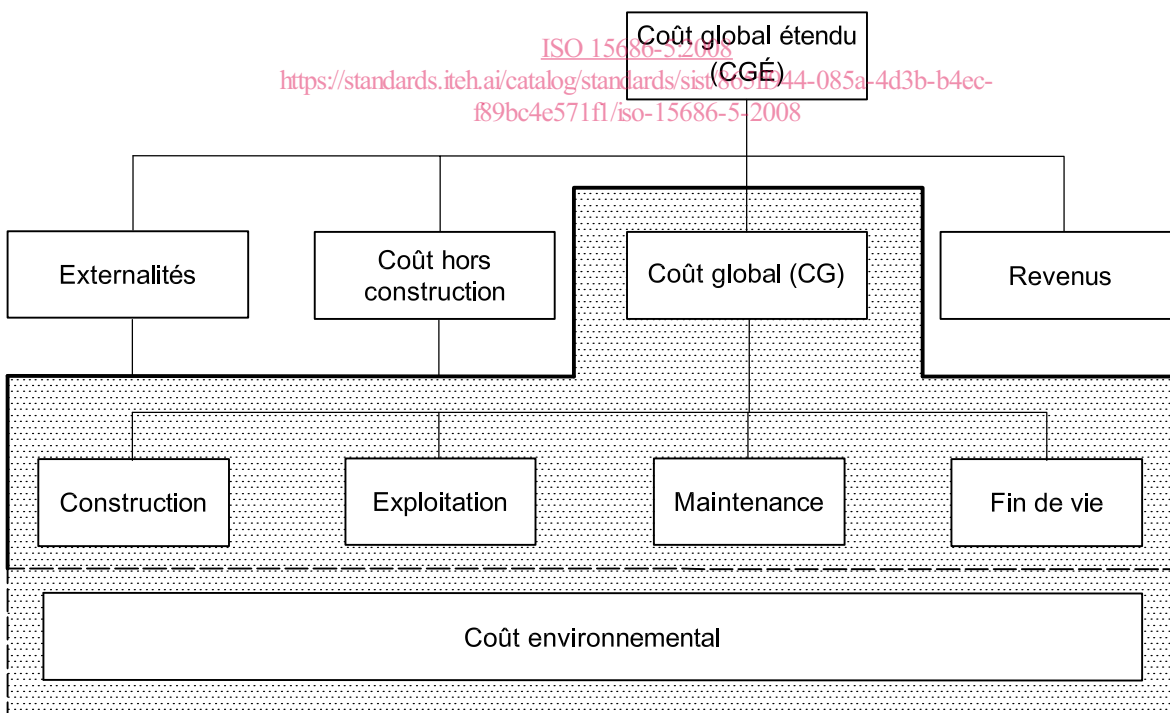 Coût global étendu
(CGÉ)
ISO 15686-5:2008
https://standards.iteh.ai/catalog/standards/sist/
-085a-4d3b-b4ec-
f89bc4e571f1/iso-15686-5-2008
Externalités
Coût hors
construction
Coût global (CG)
Revenus
Construction
Exploitation
Maintenance
Fin de vie
Coût environnemental